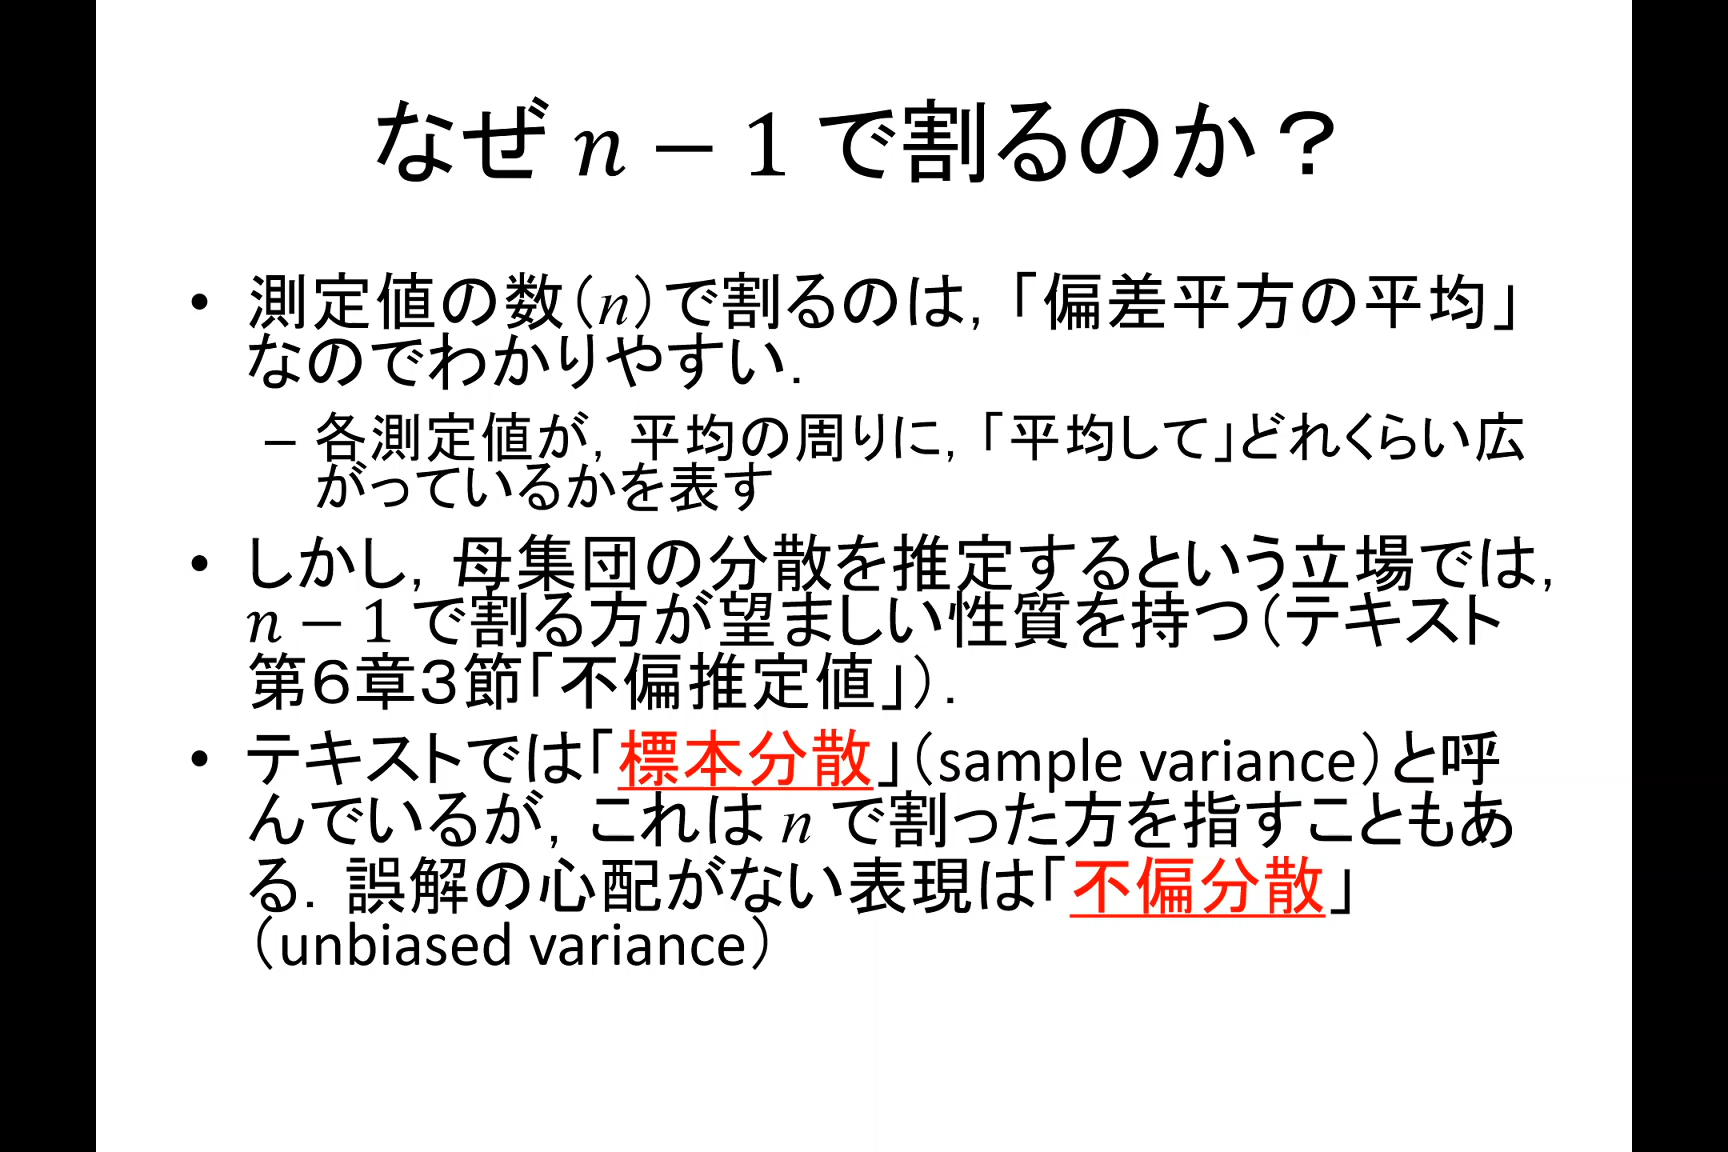 なぜ n − 1 で割るのか？
• 測定値の数（n）で割るのは，「偏差平方の平均」
なのでわかりやすい．
– 各測定値が，平均の周りに，「平均して」どれくらい広
がっているかを表す
• しかし，母集団の分散を推定するという立場では，
n − 1 で割る方が望ましい性質を持つ（テキスト
第６章３節「不偏推定値」）．
• テキストでは「標本分散」（sample variance）と呼
んでいるが，これは n で割った方を指すこともあ
る．誤解の心配がない表現は「不偏分散」
（unbiased variance）